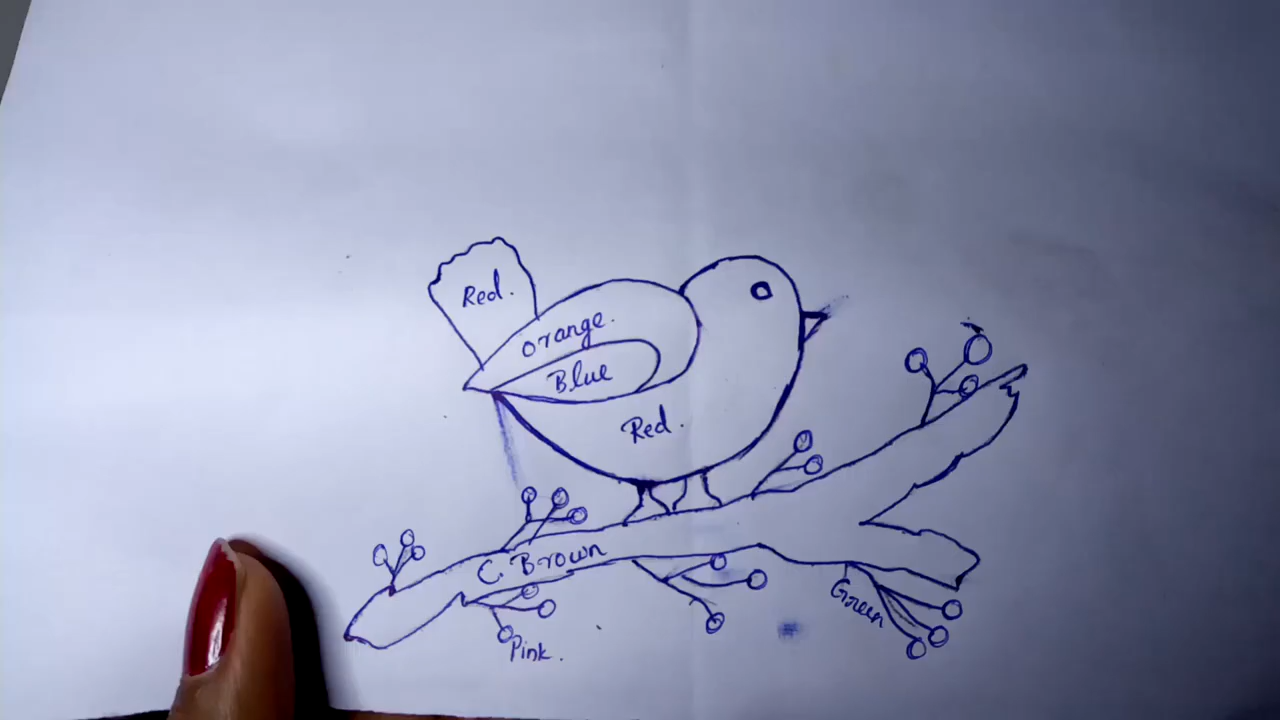 Red.
orange.
Blue
Red.
C. Brown
Green
Pink.